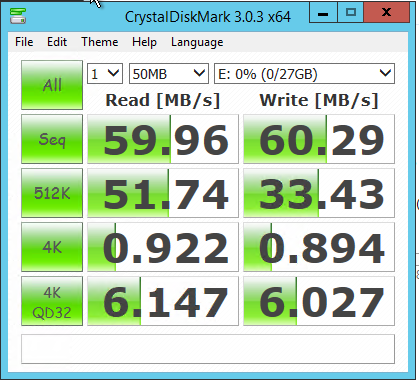 CrystalDiskMark 3.0.3 x64
File Edit Theme Help Language
All 1 50MB E: 0% (0/27GB)
Read [MB/s] Write [MB/s]
Seq 59.96 60.29
512K 51.74 33.43
4K 0.922 0.894
4K
QD32 6.147 6.027